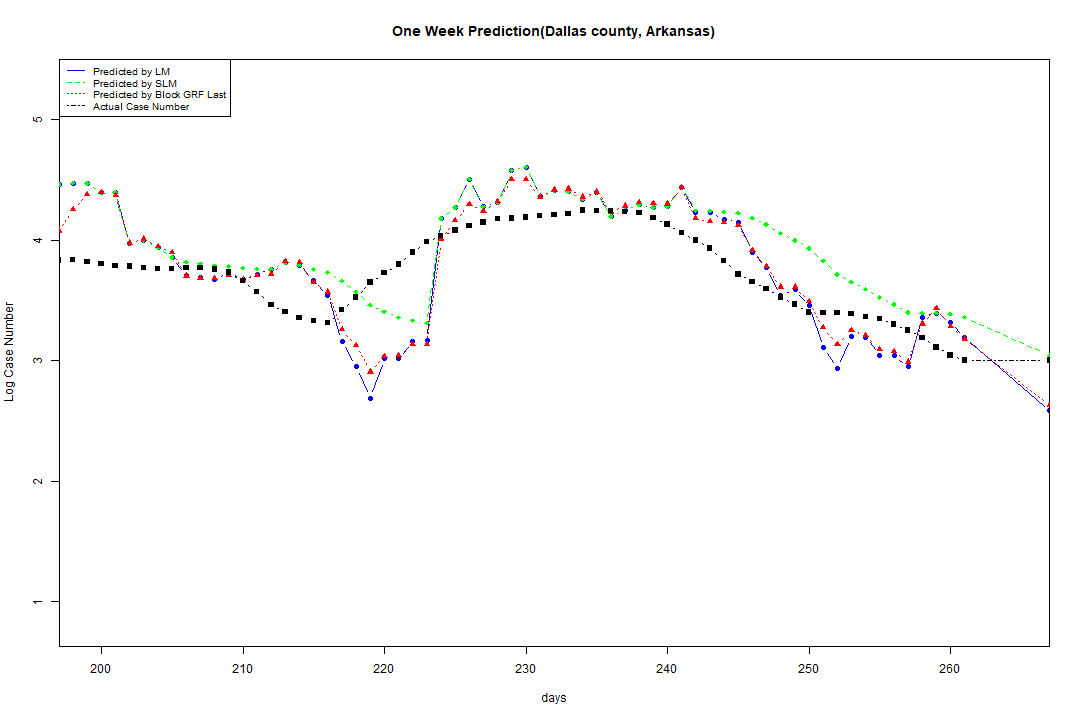 One Week Prediction(Dallas county, Arkansas)
Predicted by LM
Predicted by SLM
Predicted by Block GRF Last
Actual Case Number
Log Case Number
5
4
3
2
1
200 210 220 230 240 250 260
days